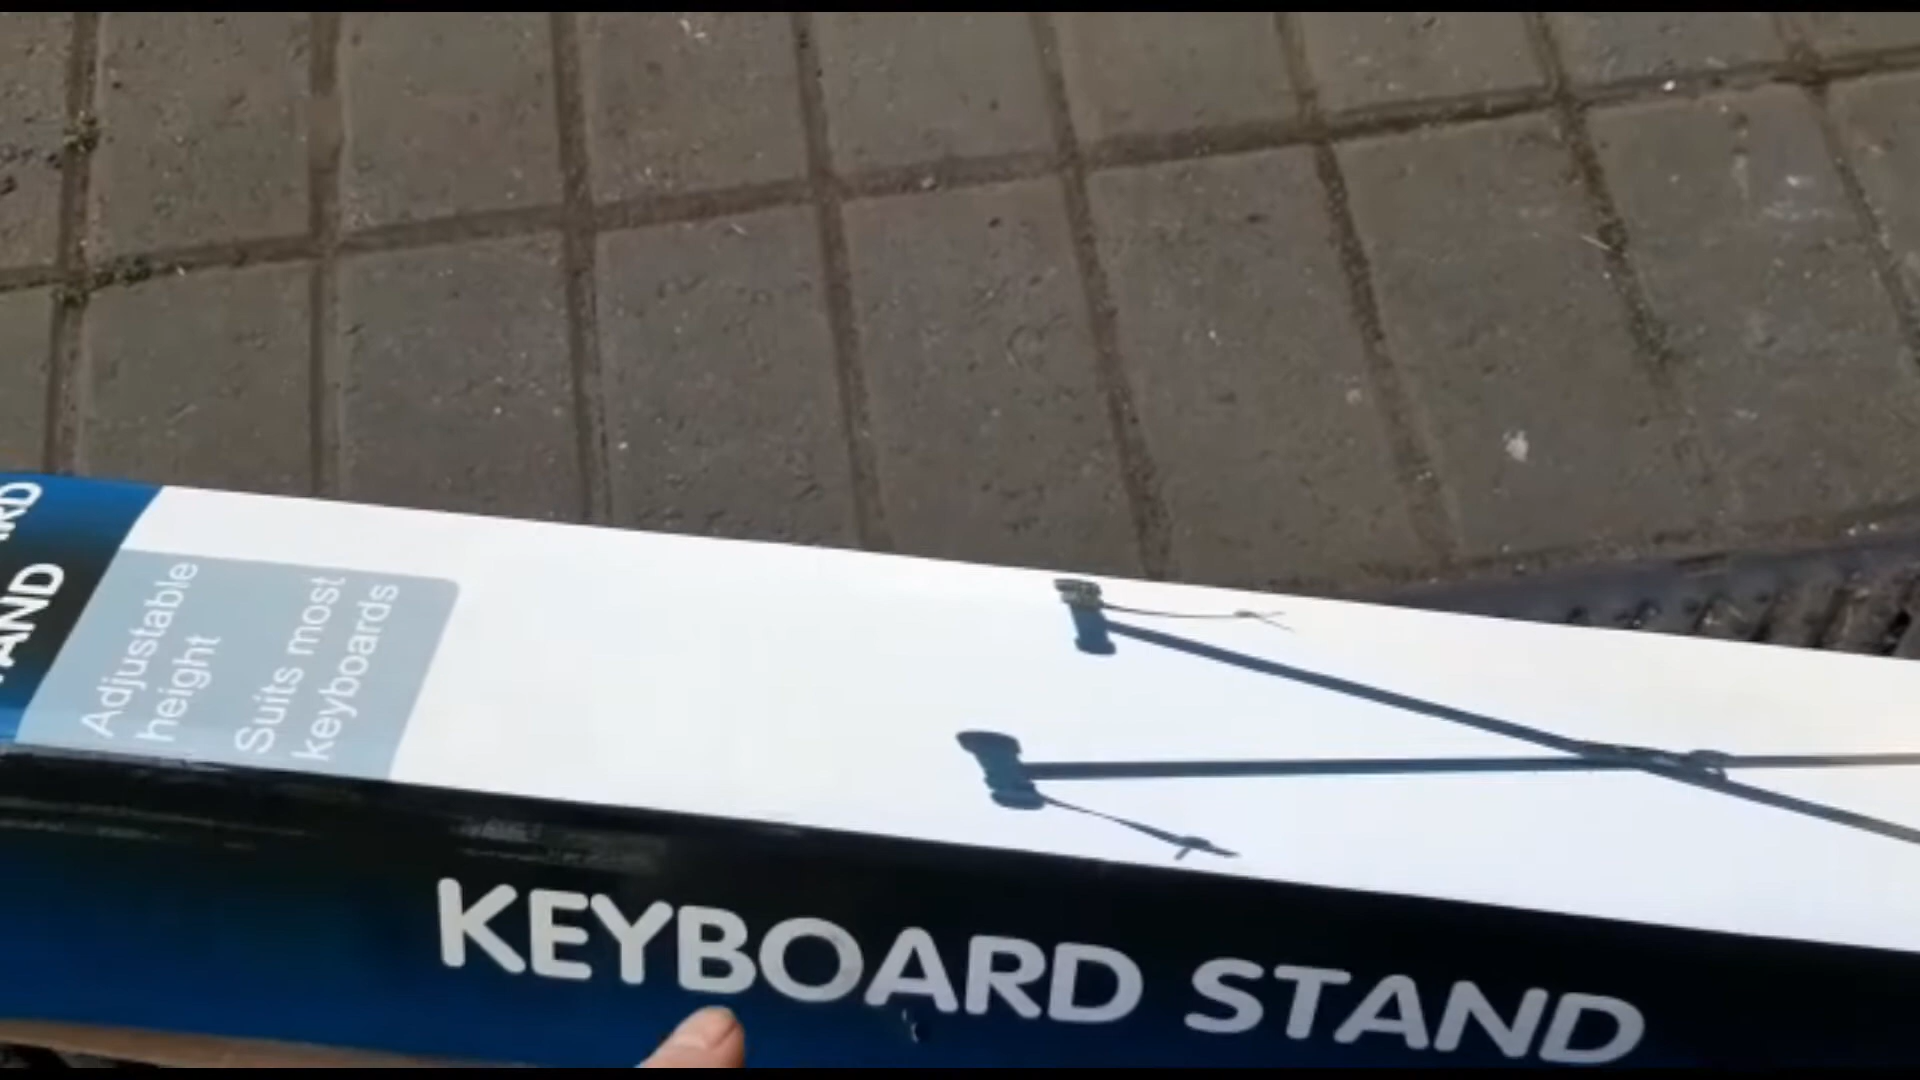 Adjustable
height
Suits most
keyboards
KEYBOARD STAND